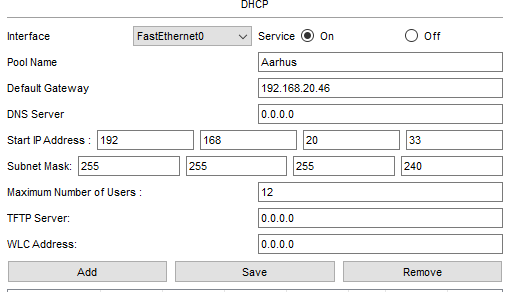 DHCP
Interface FastEthernet0 Service On Off
Pool Name Aarhus
Default Gateway 192.168.20.46
DNS Server 0.0.0.0
Start IP Address : 192 168 20 33
Subnet Mask: 255 255 255 240
Maximum Number of Users : 12
TFTP Server: 0.0.0.0
WLC Address: 0.0.0.0
Add Save Remove